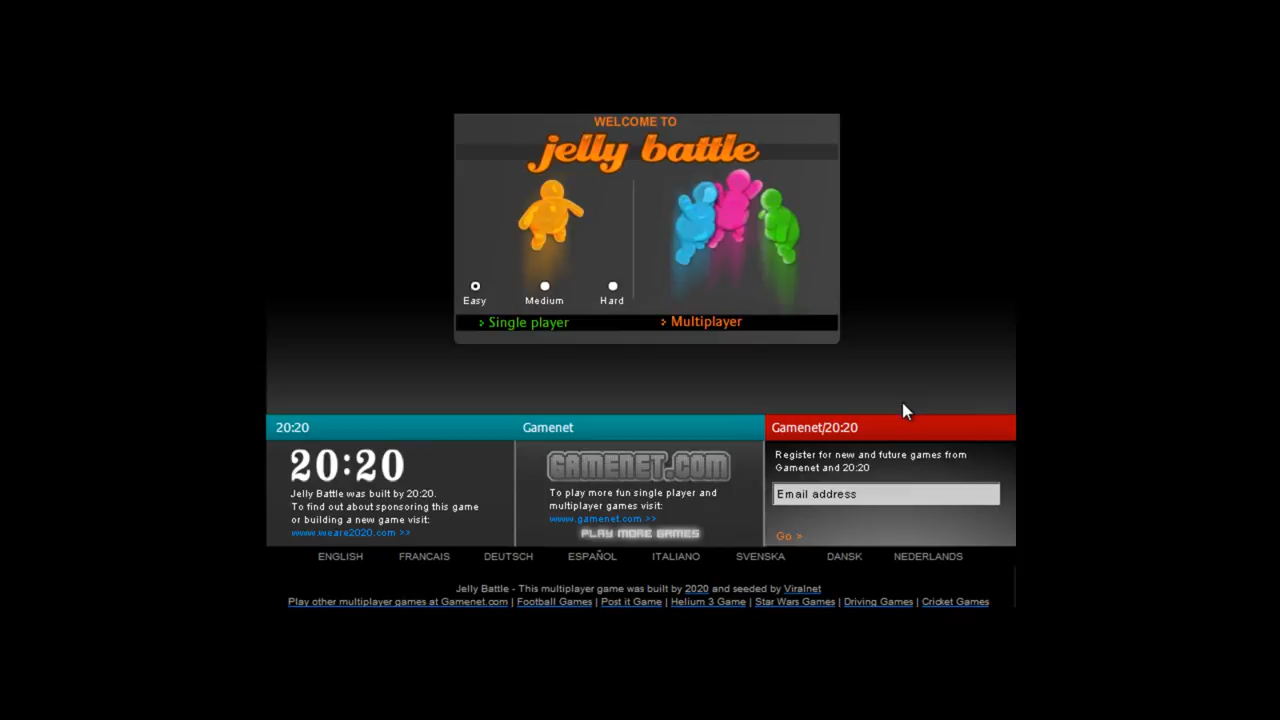 WELCOME TO
jelly battle
Easy Medium Hard
> Single player > Multiplayer
20:20 Gamenet Gamenet/20:20
20:20
Jelly Battle was built by 20:20.
To find out about sponsoring this game
or building a new game visit:
www.weare2020.com >>
GAMENET.COM
To play more fun single player and
multiplayer games visit:
www.gamenet.com >>
PLAY MORE GAMES
Register for new and future games from
Gamenet and 20:20
Email address
Go >
ENGLISH FRANCAIS DEUTSCH ESPAÑOL ITALIANO SVENSKA DANSK NEDERLANDS
Jelly Battle - This multiplayer game was built by 2020 and seeded by Viralnet
Play other multiplayer games at Gamenet.com | Football Games | Post it Game | Helium 3 Game | Star Wars Games | Driving Games | Cricket Games